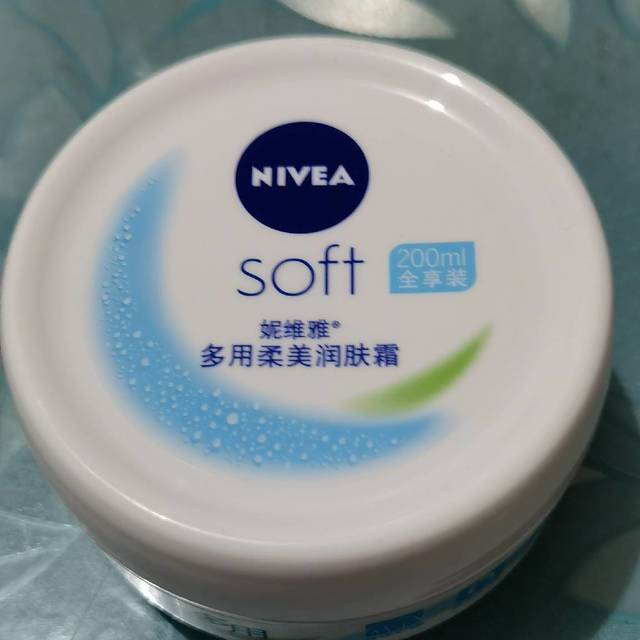 NIVEA
soft
200ml
全享装
妮维雅®
多用柔美润肤霜